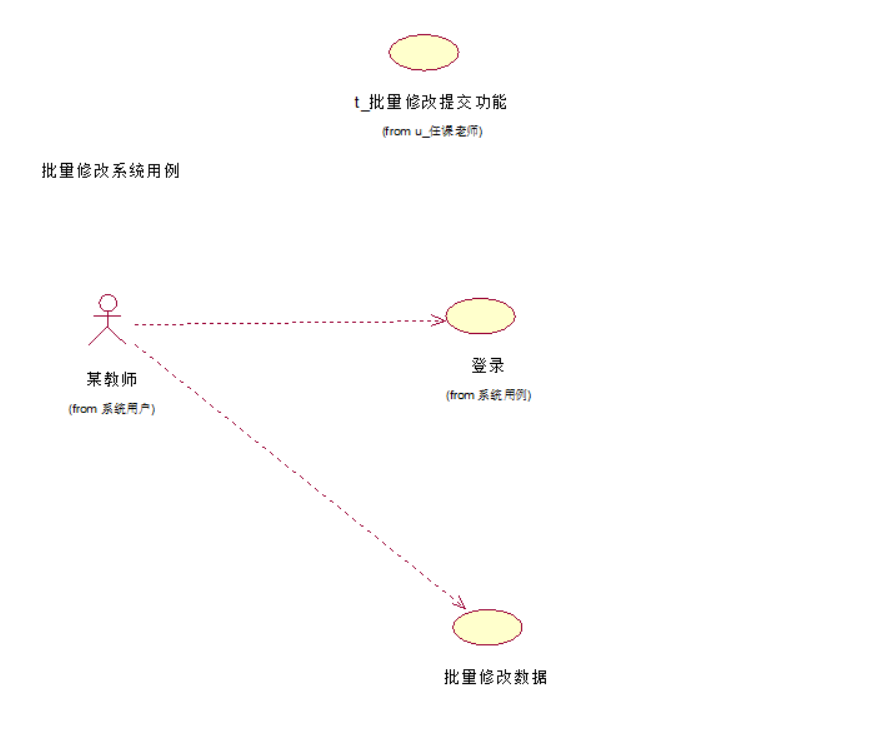 t_批量修改提交功能
(from u_任课老师)
批量修改系统用例
某教师
(from 系统用户)
登录
(from 系统用例)
批量修改数据